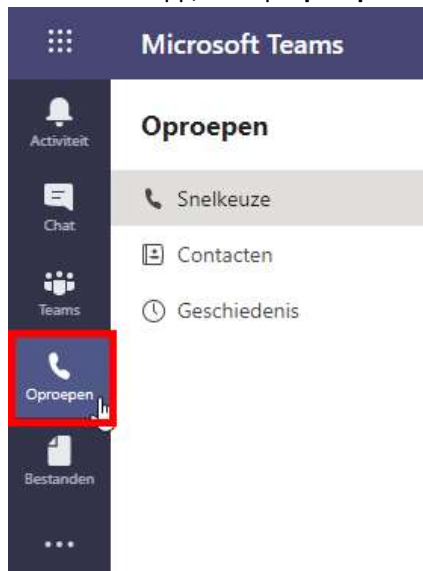 Microsoft Teams
Activiteit
Chat
Teams
Oproepen
Bestanden
Oproepen
Snelkeuze
Contacten
Geschiedenis